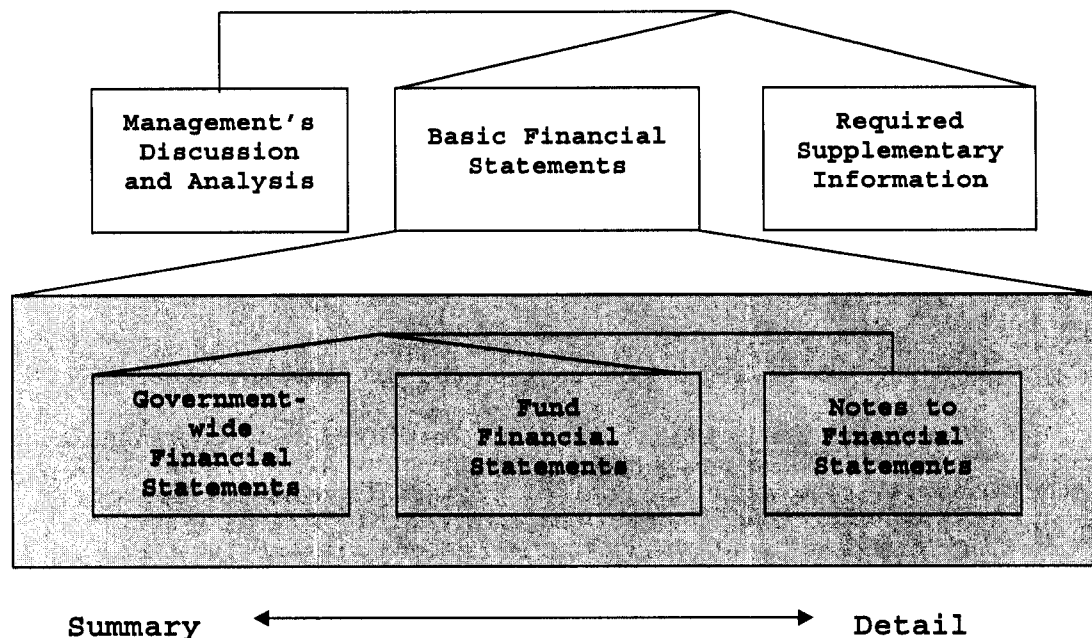 Management's
Discussion
and Analysis
Basic Financial
Statements
Required
Supplementary
Information
Government-
wide
Financial
Statements
Fund
Financial
Statements
Notes to
Financial
Statements
Summary
Detail